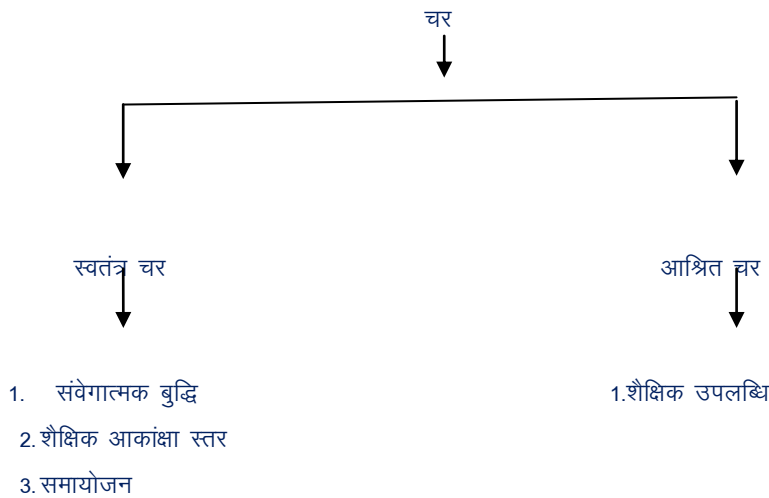 चर
स्वतंत्र चर
आश्रित चर
1. संवेगात्मक बुद्धि
1.शैक्षिक उपलब्धि
2.शैक्षिक आकांक्षा स्तर
3.समायोजन